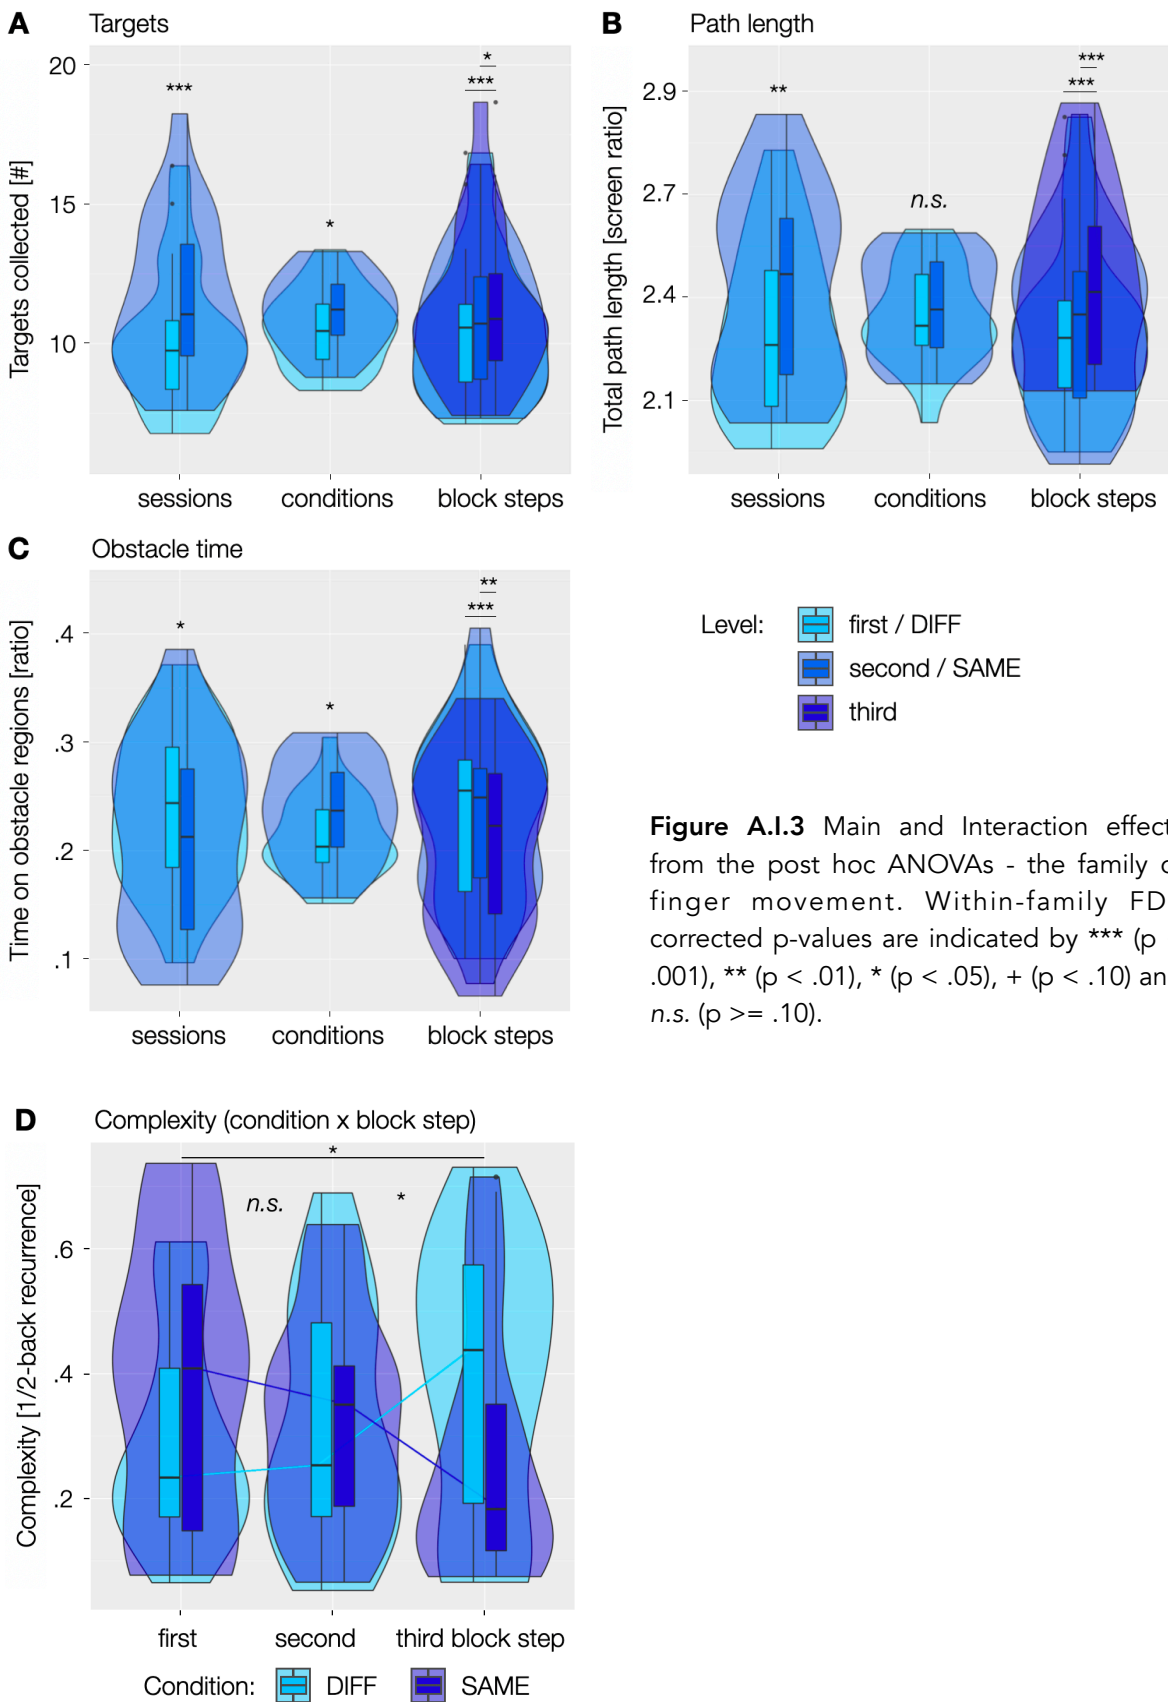 A Targets
20
15
10
Targets collected [#]
***
*
*
***
sessions conditions block steps
B Path length
2.9
2.7
2.4
2.1
Total path length [screen ratio]
**
n.s.
***
***
sessions conditions block steps
C Obstacle time
.4
.3
.2
.1
Time on obstacle regions [ratio]
*
*
**
***
sessions conditions block steps
Level: first / DIFF
second / SAME
third
Figure A.I.3 Main and Interaction effect
from the post hoc ANOVAs - the family o
finger movement. Within-family FD
corrected p-values are indicated by *** (p
.001), ** (p < .01), * (p < .05), + (p < .10) an
n.s. (p >= .10).
D Complexity (condition x block step)
.6
.4
.2
Complexity [1/2-back recurrence]
*
n.s.
*
first second third block step
Condition: DIFF SAME